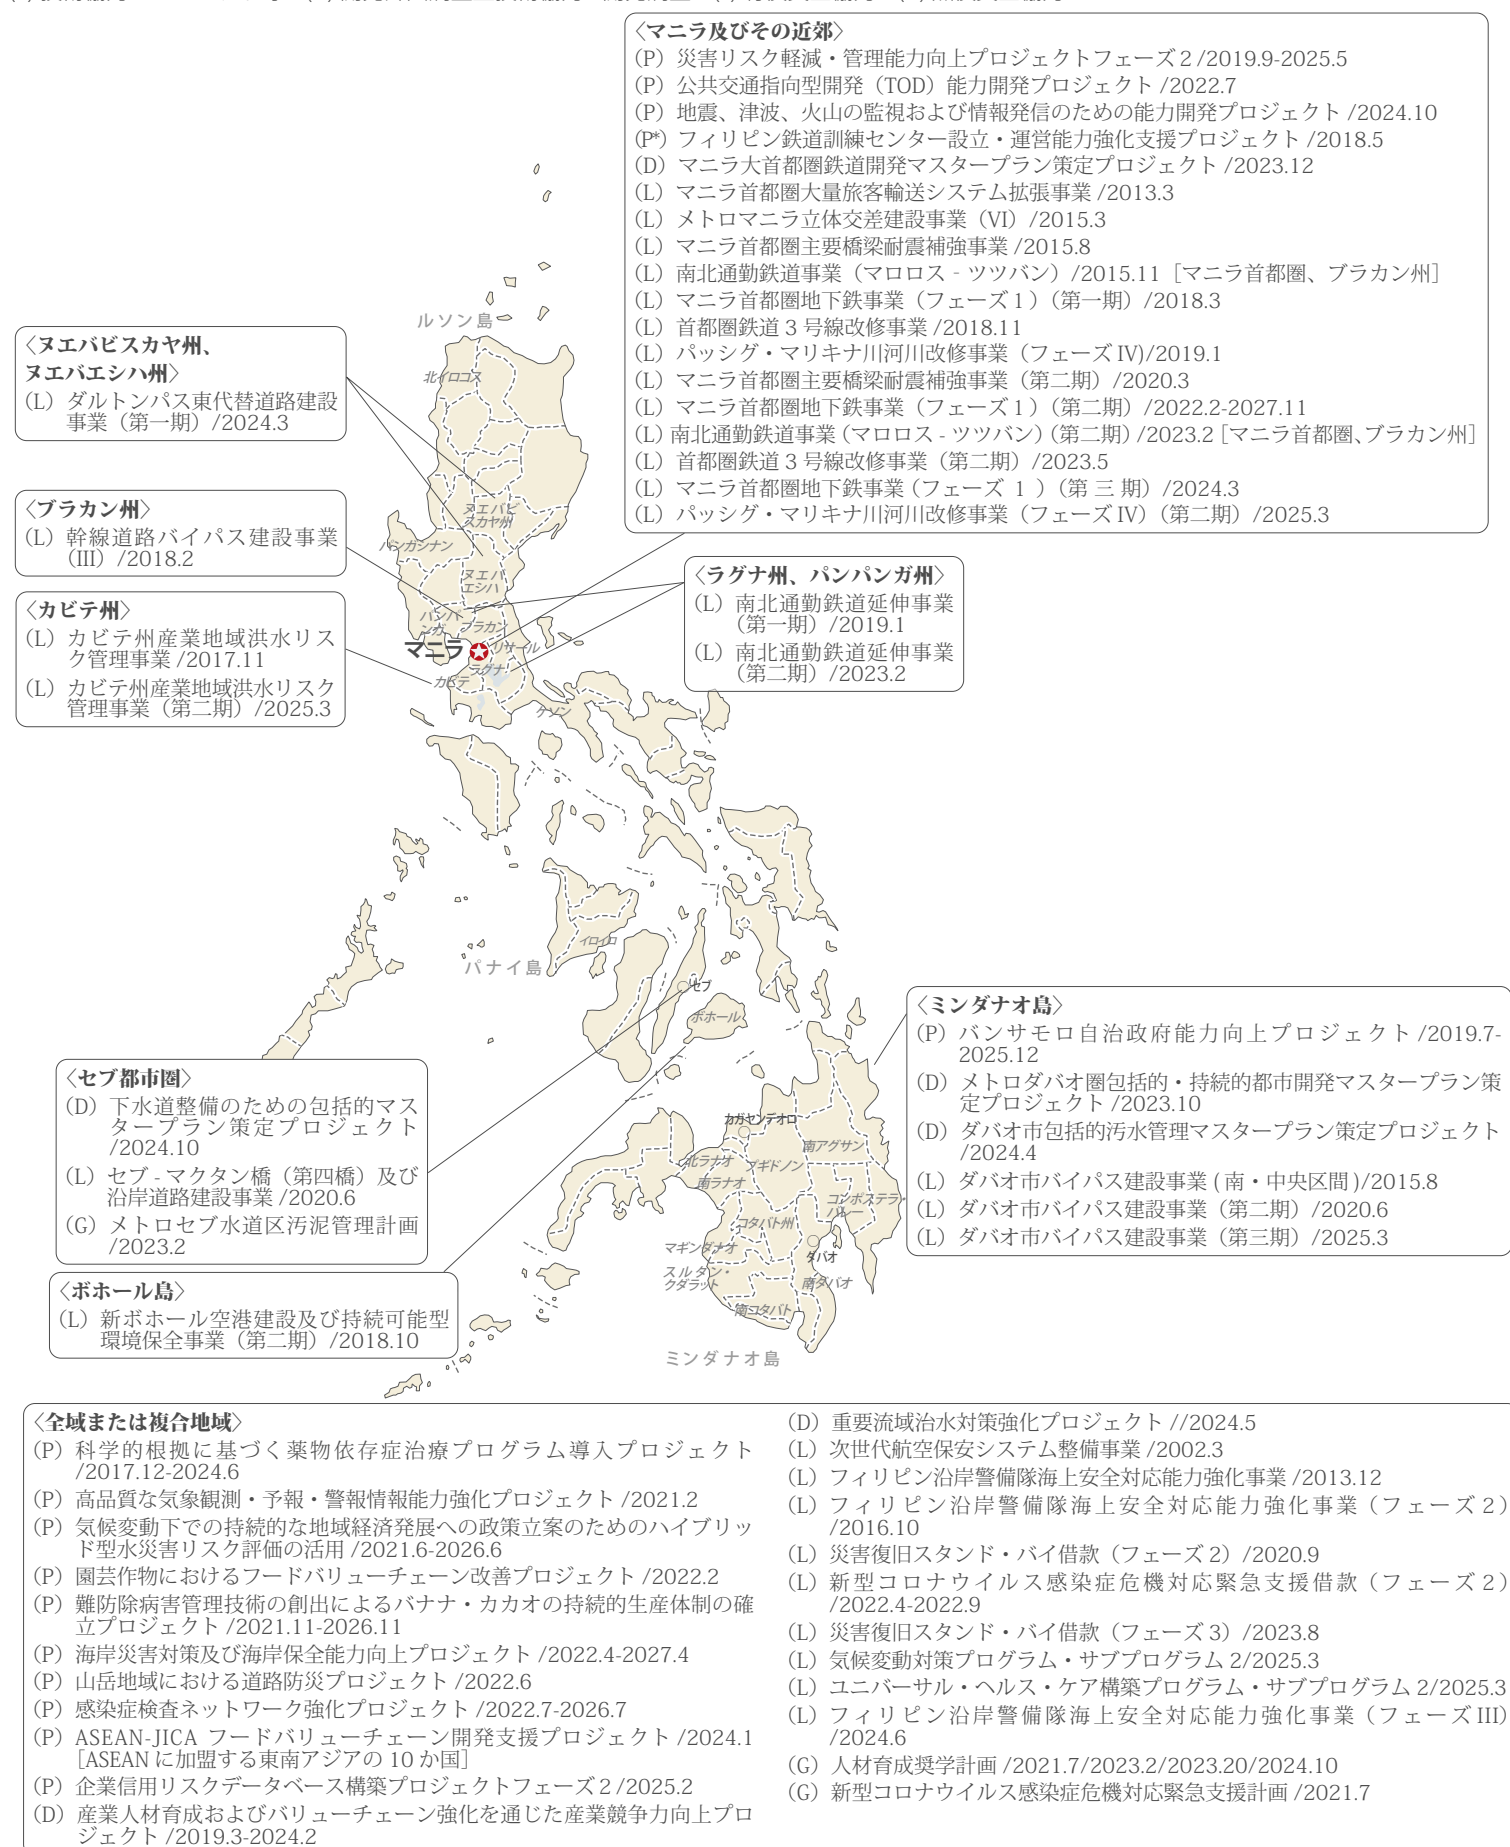 〈マニラ及びその近郊〉
(P) 災害リスク軽減・管理能力向上プロジェクトフェーズ2/2019.9-2025.5
(P) 公共交通指向型開発（TOD）能力開発プロジェクト/2022.7
(P) 地震、津波、火山の監視および情報発信のための能力開発プロジェクト/2024.10
(P*) フィリピン鉄道訓練センター設立・運営能力強化支援プロジェクト/2018.5
(D) マニラ大首都圏鉄道開発マスタープラン策定プロジェクト/2023.12
(L) マニラ首都圏大量旅客輸送システム拡張事業/2013.3
(L) メトロマニラ立体交差建設事業（VI）/2015.3
(L) マニラ首都圏主要橋梁耐震補強事業/2015.8
(L) 南北通勤鉄道事業（マロロス‐ツツバン）/2015.11［マニラ首都圏、ブラカン州］
(L) マニラ首都圏地下鉄事業（フェーズ1）（第一期）/2018.3
(L) 首都圏鉄道3号線改修事業/2018.11
(L) パッシグ・マリキナ川河川改修事業（フェーズIV)/2019.1
(L) マニラ首都圏主要橋梁耐震補強事業（第二期）/2020.3
(L) マニラ首都圏地下鉄事業（フェーズ1）（第二期）/2022.2-2027.11
(L) 南北通勤鉄道事業（マロロス-ツツバン）（第二期）/2023.2［マニラ首都圏、ブラカン州］
(L) 首都圏鉄道3号線改修事業（第二期）/2023.5
(L) マニラ首都圏地下鉄事業（フェーズ 1 ）（第 三 期）/2024.3
(L) パッシグ・マリキナ川河川改修事業（フェーズIV）（第二期）/2025.3
〈ヌエバビスカヤ州、
ヌエバエシハ州〉
(L) ダルトンパス東代替道路建設
事業（第一期）/2024.3
〈ブラカン州〉
(L) 幹線道路バイパス建設事業
（III）/2018.2
〈カビテ州〉
(L) カビテ州産業地域洪水リス
ク管理事業/2017.11
(L) カビテ州産業地域洪水リスク
管理事業（第二期）/2025.3
〈ラグナ州、パンパンガ州〉
(L) 南北通勤鉄道延伸事業
（第一期）/2019.1
(L) 南北通勤鉄道延伸事業
（第二期）/2023.2
ルソン島
北イロコス
ヌエバビ
スカヤ州
パンガシナン
ヌエバ
エシハ
パンパ
ンガ
ブラカン
マニラ
リサール
ラグナ
カビテ
ケソン
イロイロ
パナイ島
セブ
ボホール
〈ミンダナオ島〉
(P) バンサモロ自治政府能力向上プロジェクト/2019.7-
2025.12
(D) メトロダバオ圏包括的・持続的都市開発マスタープラン策
定プロジェクト/2023.10
(D) ダバオ市包括的汚水管理マスタープラン策定プロジェクト
/2024.4
(L) ダバオ市バイパス建設事業(南・中央区間)/2015.8
(L) ダバオ市バイパス建設事業（第二期）/2020.6
(L) ダバオ市バイパス建設事業（第三期）/2025.3
〈セブ都市圏〉
(D) 下水道整備のための包括的マス
タープラン策定プロジェクト
/2024.10
(L) セブ-マクタン橋（第四橋）及び
沿岸道路建設事業/2020.6
(G) メトロセブ水道区汚泥管理計画
/2023.2
〈ボホール島〉
(L) 新ボホール空港建設及び持続可能型
環境保全事業（第二期）/2018.10
カガヤンデオロ
南アグサン
北ラナオ
ブギドノン
南ラナオ
コンポステラ・
バレー
コタバト州
マギンダナオ
ダバオ
スルタン・
クダラット
南ダバオ
南コタバト
ミンダナオ島
〈全域または複合地域〉
(P) 科学的根拠に基づく薬物依存症治療プログラム導入プロジェクト
/2017.12-2024.6
(P) 高品質な気象観測・予報・警報情報能力強化プロジェクト/2021.2
(P) 気候変動下での持続的な地域経済発展への政策立案のためのハイブリッ
ド型水災害リスク評価の活用/2021.6-2026.6
(P) 園芸作物におけるフードバリューチェーン改善プロジェクト/2022.2
(P) 難防除病害管理技術の創出によるバナナ・カカオの持続的生産体制の確
立プロジェクト/2021.11-2026.11
(P) 海岸災害対策及び海岸保全能力向上プロジェクト/2022.4-2027.4
(P) 山岳地域における道路防災プロジェクト/2022.6
(P) 感染症検査ネットワーク強化プロジェクト/2022.7-2026.7
(P) ASEAN-JICA フードバリューチェーン開発支援プロジェクト/2024.1
［ASEANに加盟する東南アジアの10か国］
(P) 企業信用リスクデータベース構築プロジェクトフェーズ2/2025.2
(D) 産業人材育成およびバリューチェーン強化を通じた産業競争力向上プロ
ジェクト/2019.3-2024.2
(D) 重要流域治水対策強化プロジェクト//2024.5
(L) 次世代航空保安システム整備事業/2002.3
(L) フィリピン沿岸警備隊海上安全対応能力強化事業/2013.12
(L) フィリピン沿岸警備隊海上安全対応能力強化事業（フェーズ2）
/2016.10
(L) 災害復旧スタンド・バイ借款（フェーズ2）/2020.9
(L) 新型コロナウイルス感染症危機対応緊急支援借款（フェーズ2）
/2022.4-2022.9
(L) 災害復旧スタンド・バイ借款（フェーズ3）/2023.8
(L) 気候変動対策プログラム・サブプログラム2/2025.3
(L) ユニバーサル・ヘルス・ケア構築プログラム・サブプログラム2/2025.3
(L) フィリピン沿岸警備隊海上安全対応能力強化事業（フェーズIII）
/2024.6
(G) 人材育成奨学計画/2021.7/2023.2/2023.20/2024.10
(G) 新型コロナウイルス感染症危機対応緊急支援計画/2021.7